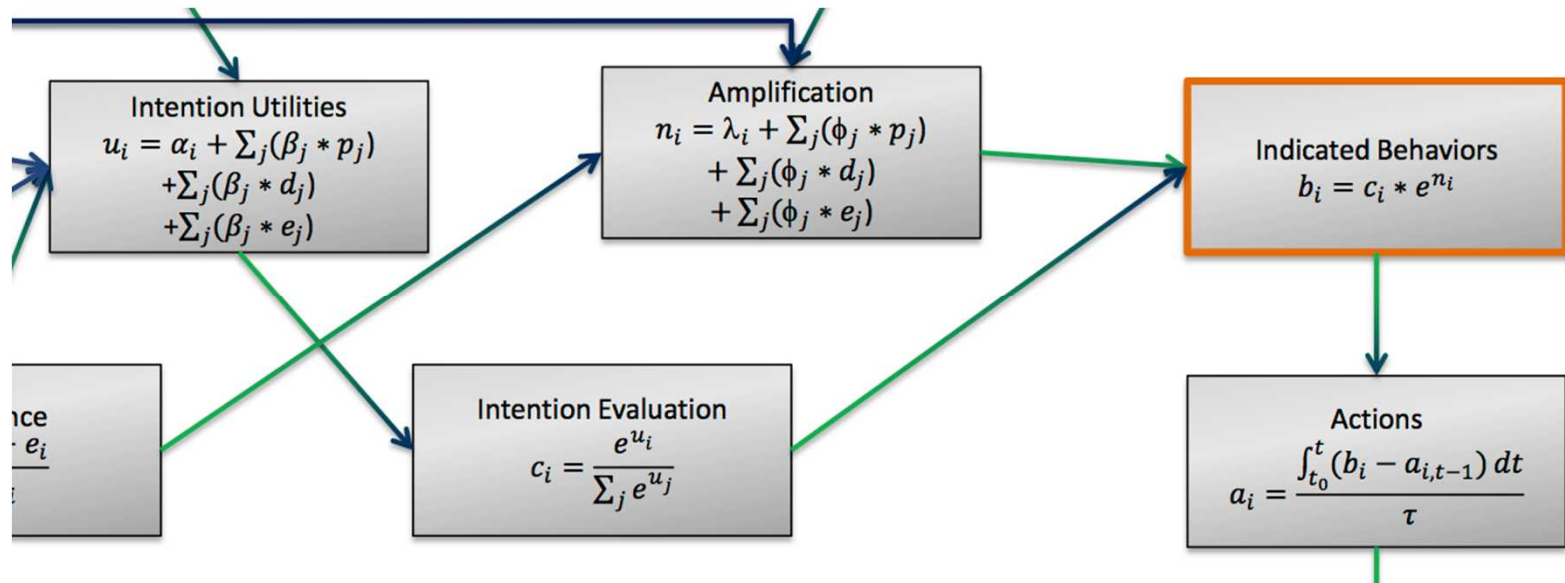 Intention Utilities
u_i = α_i + ∑_j(β_j * p_j)
+∑_j(β_j * d_j)
+∑_j(β_j * e_j)
Amplification
n_i = λ_i + ∑_j(ϕ_j * p_j)
+ ∑_j(ϕ_j * d_j)
+ ∑_j(ϕ_j * e_j)
Indicated Behaviors
b_i = c_i * e^{n_i}
e_i
Intention Evaluation
c_i = \frac{e^{u_i}}{∑_j e^{u_j}}
Actions
a_i = \frac{∫_{t_0}^{t}(b_i − a_{i,t−1}) dt}{τ}